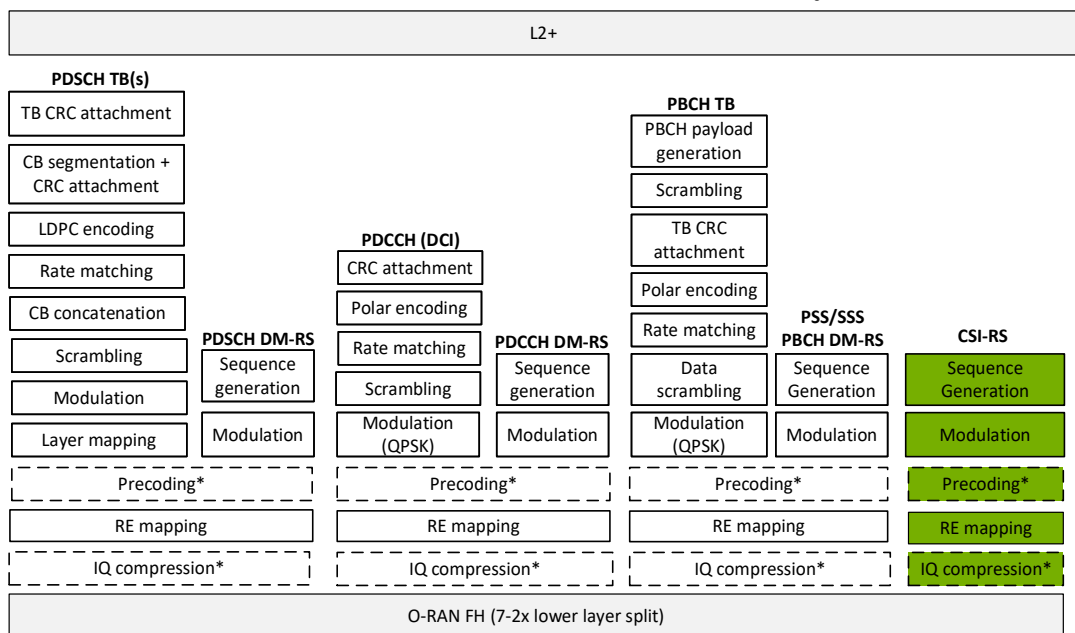 L2+
PDSCH TB(s)
TB CRC attachment
CB segmentation +
CRC attachment
LDPC encoding
Rate matching
CB concatenation
Scrambling
Modulation
Layer mapping
PDSCH DM-RS
Sequence
generation
Modulation
Precoding*
RE mapping
IQ compression*
PDCCH (DCI)
CRC attachment
Polar encoding
Rate matching
Scrambling
Modulation
(QPSK)
PDCCH DM-RS
Sequence
generation
Modulation
Precoding*
RE mapping
IQ compression*
PBCH TB
PBCH payload
generation
Scrambling
TB CRC
attachment
Polar encoding
Rate matching
Data
scrambling
Modulation
(QPSK)
PSS/SSS
PBCH DM-RS
Sequence
Generation
Modulation
Precoding*
RE mapping
IQ compression*
CSI-RS
Sequence
Generation
Modulation
Precoding*
RE mapping
IQ compression*
O-RAN FH (7-2x lower layer split)